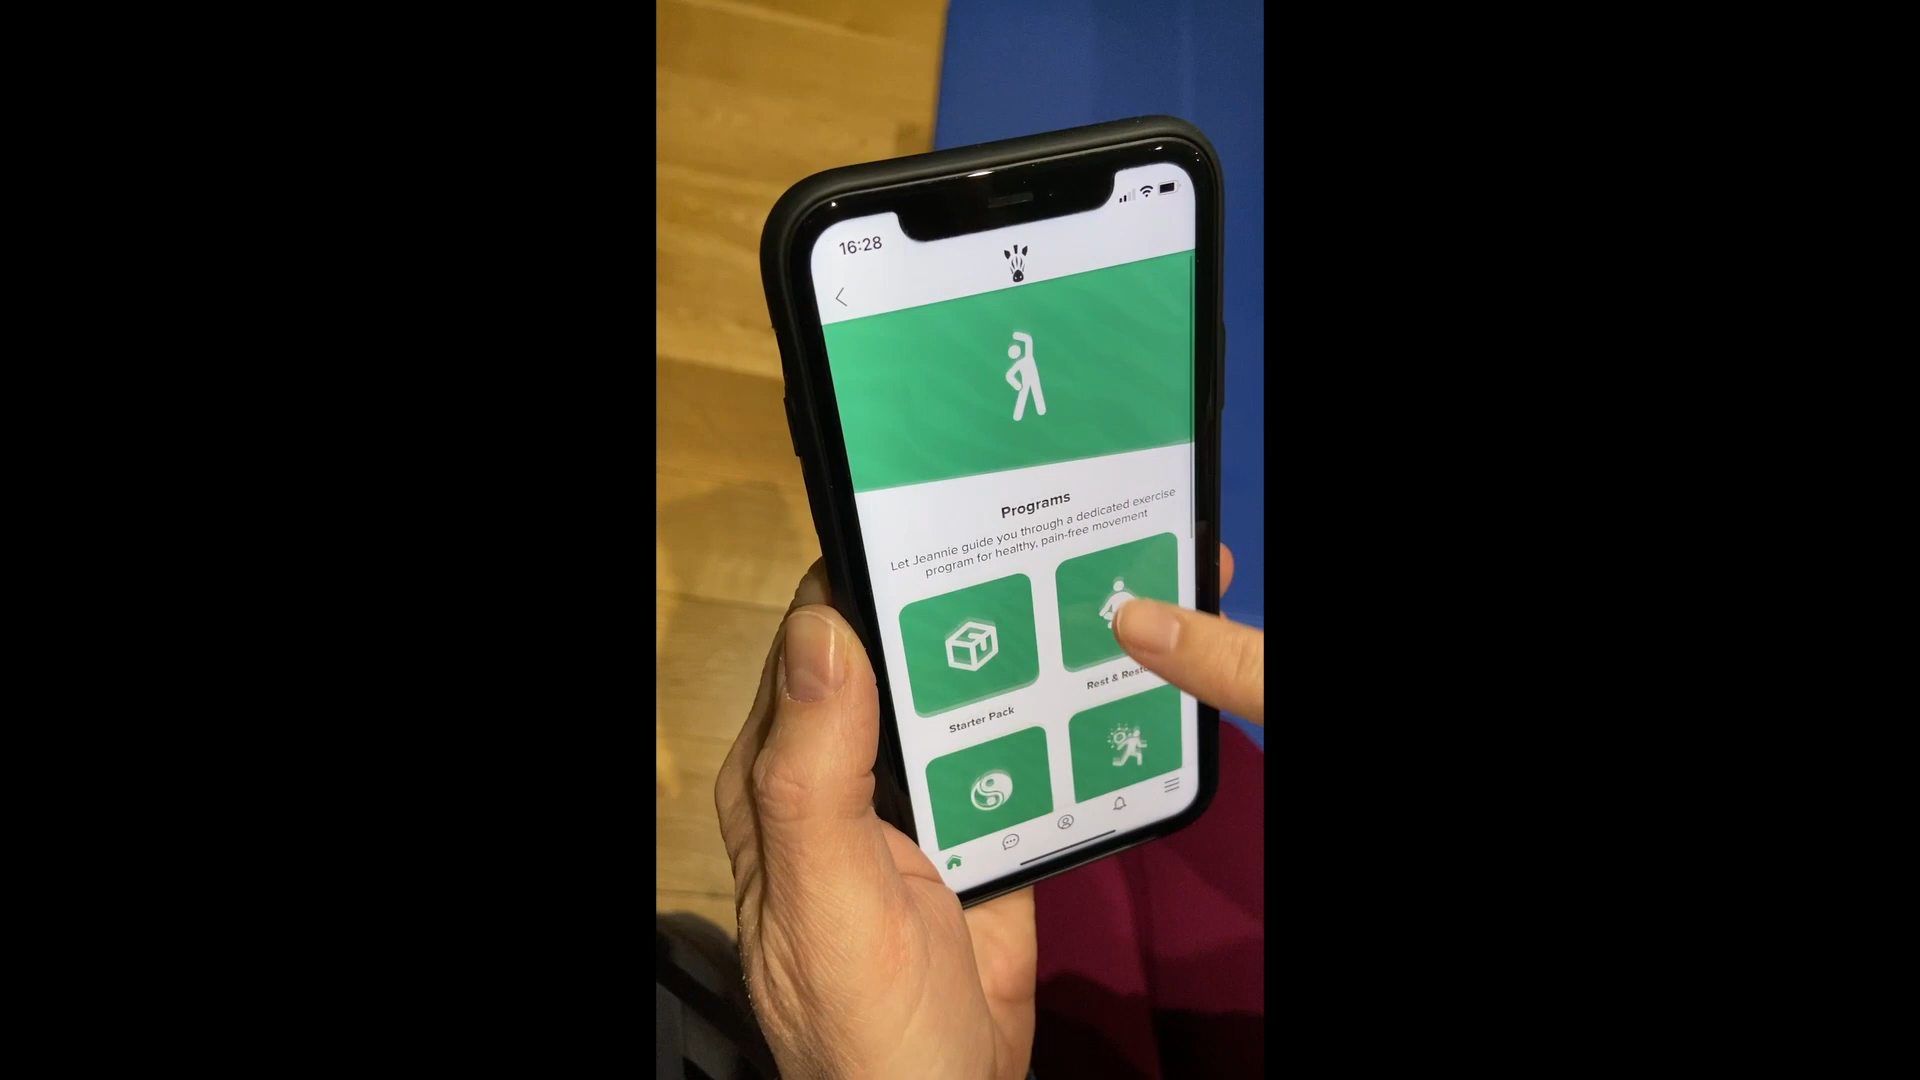 16:28
Programs
Let Jeannie guide you through a dedicated exercise
program for healthy, pain-free movement
Starter Pack
Rest &